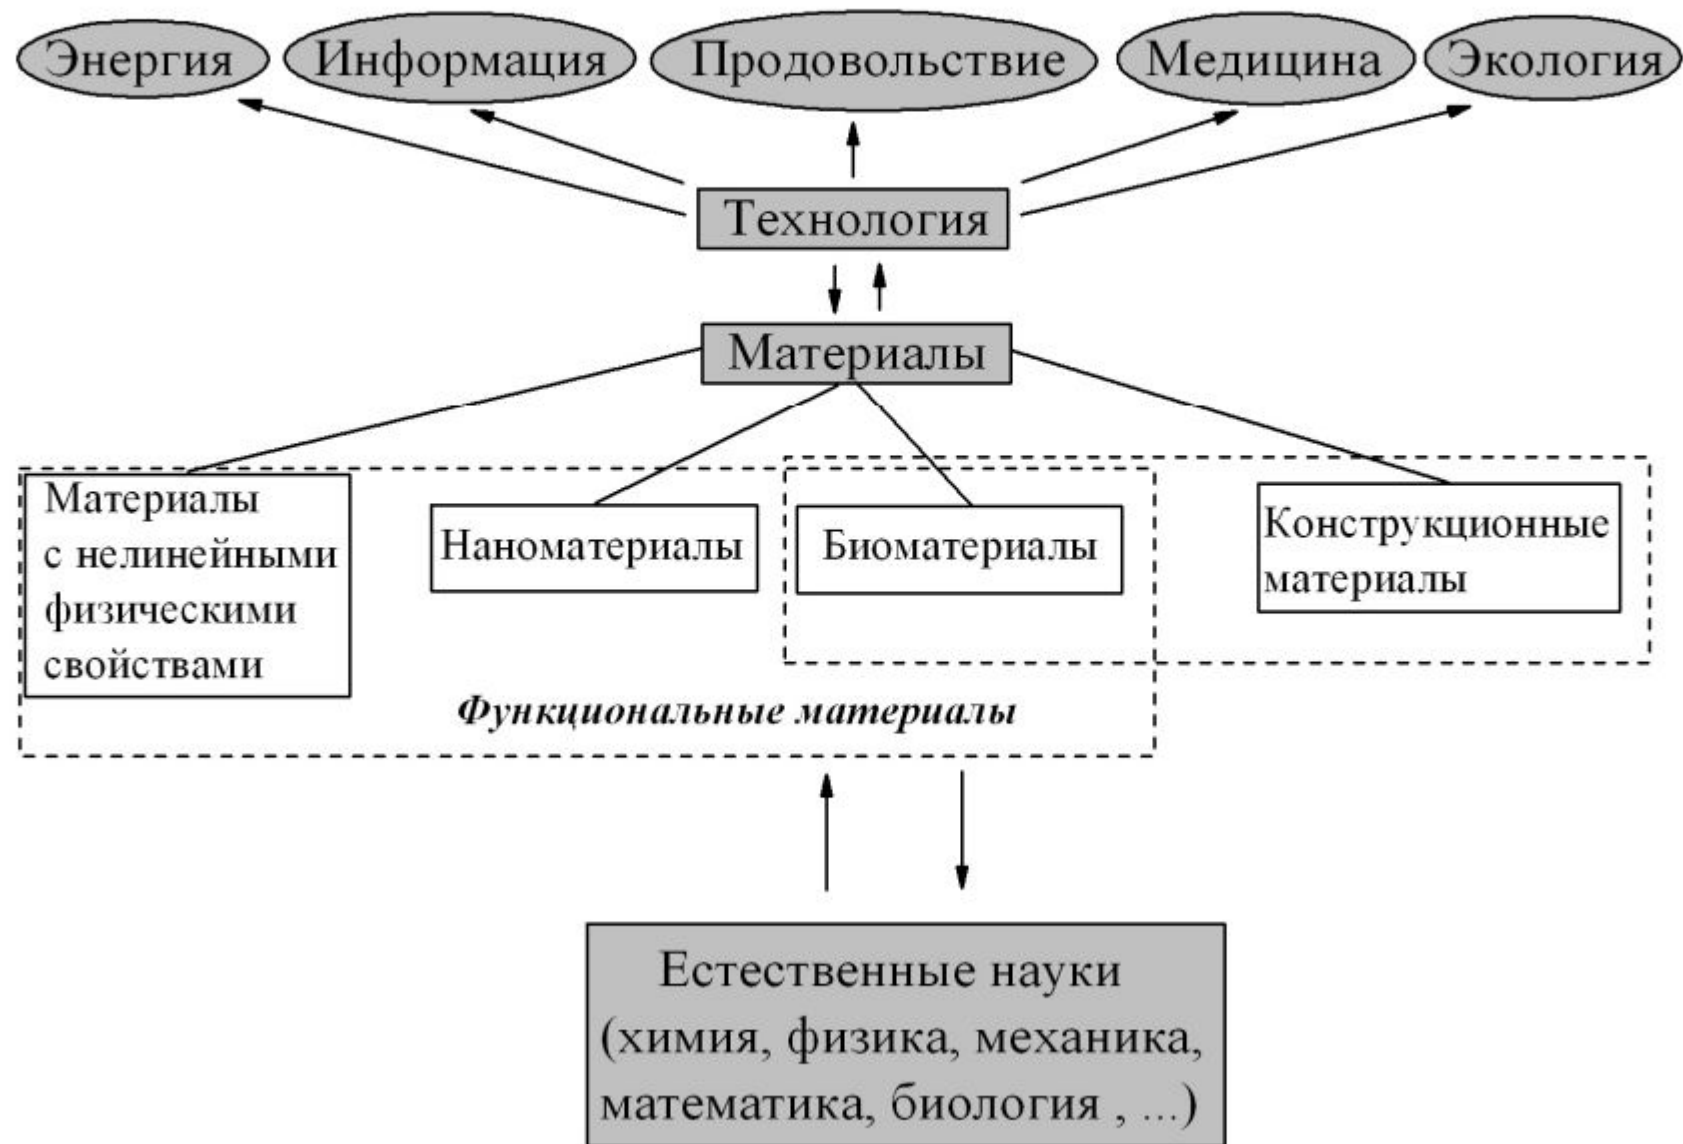 Энергия
Информация
Продовольствие
Медицина
Экология
Технология
Материалы
Материалы
с нелинейными
физическими
свойствами
Наноматериалы
Биоматериалы
Конструкционные
материалы
Функциональные материалы
Естественные науки
(химия, физика, механика,
математика, биология , ...)